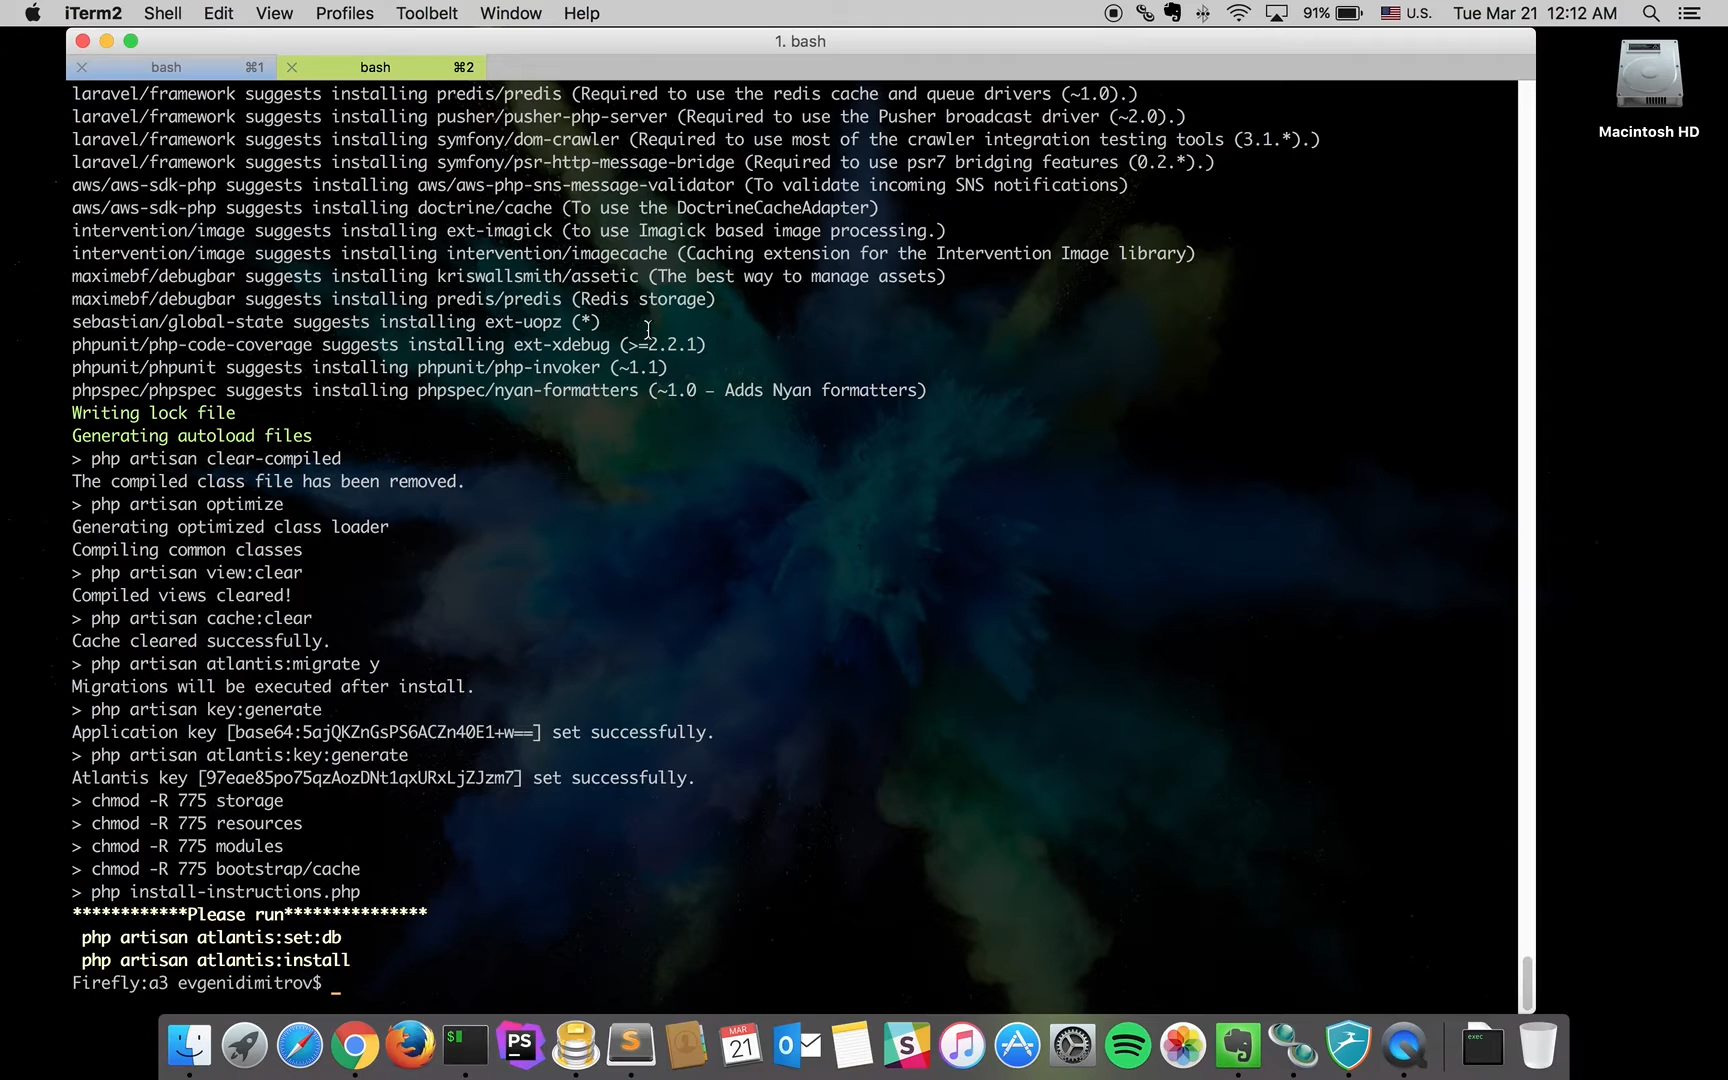 iTerm2 Shell Edit View Profiles Toolbelt Window Help 91% U.S. Tue Mar 21 12:12 AM
1. bash
bash ⌘1 bash ⌘2
laravel/framework suggests installing predis/predis (Required to use the redis cache and queue drivers (~1.0).)
laravel/framework suggests installing pusher/pusher-php-server (Required to use the Pusher broadcast driver (~2.0).)
laravel/framework suggests installing symfony/dom-crawler (Required to use most of the crawler integration testing tools (3.1.*).)
laravel/framework suggests installing symfony/psr-http-message-bridge (Required to use psr7 bridging features (0.2.*).)
aws/aws-sdk-php suggests installing aws/aws-php-sns-message-validator (To validate incoming SNS notifications)
aws/aws-sdk-php suggests installing doctrine/cache (To use the DoctrineCacheAdapter)
intervention/image suggests installing ext-imagick (to use Imagick based image processing.)
intervention/image suggests installing intervention/imagecache (Caching extension for the Intervention Image library)
maximebf/debugbar suggests installing kriswallsmith/assetic (The best way to manage assets)
maximebf/debugbar suggests installing predis/predis (Redis storage)
sebastian/global-state suggests installing ext-uopz (*)
phpunit/php-code-coverage suggests installing ext-xdebug (>=2.2.1)
phpunit/phpunit suggests installing phpunit/php-invoker (~1.1)
phpspec/phpspec suggests installing phpspec/nyan-formatters (~1.0 – Adds Nyan formatters)
Writing lock file
Generating autoload files
> php artisan clear-compiled
The compiled class file has been removed.
> php artisan optimize
Generating optimized class loader
Compiling common classes
> php artisan view:clear
Compiled views cleared!
> php artisan cache:clear
Cache cleared successfully.
> php artisan atlantis:migrate y
Migrations will be executed after install.
> php artisan key:generate
Application key [base64:5ajQKZnGsPS6ACZn40E1+w==] set successfully.
> php artisan atlantis:key:generate
Atlantis key [97eae85po75qzAozDNt1qxURxLjZJzm7] set successfully.
> chmod -R 775 storage
> chmod -R 775 resources
> chmod -R 775 modules
> chmod -R 775 bootstrap/cache
> php install-instructions.php
************Please run***************
php artisan atlantis:set:db
php artisan atlantis:install
Firefly:a3 evgenidimitrov$
Macintosh HD
$ PS S MAR 21 S exec